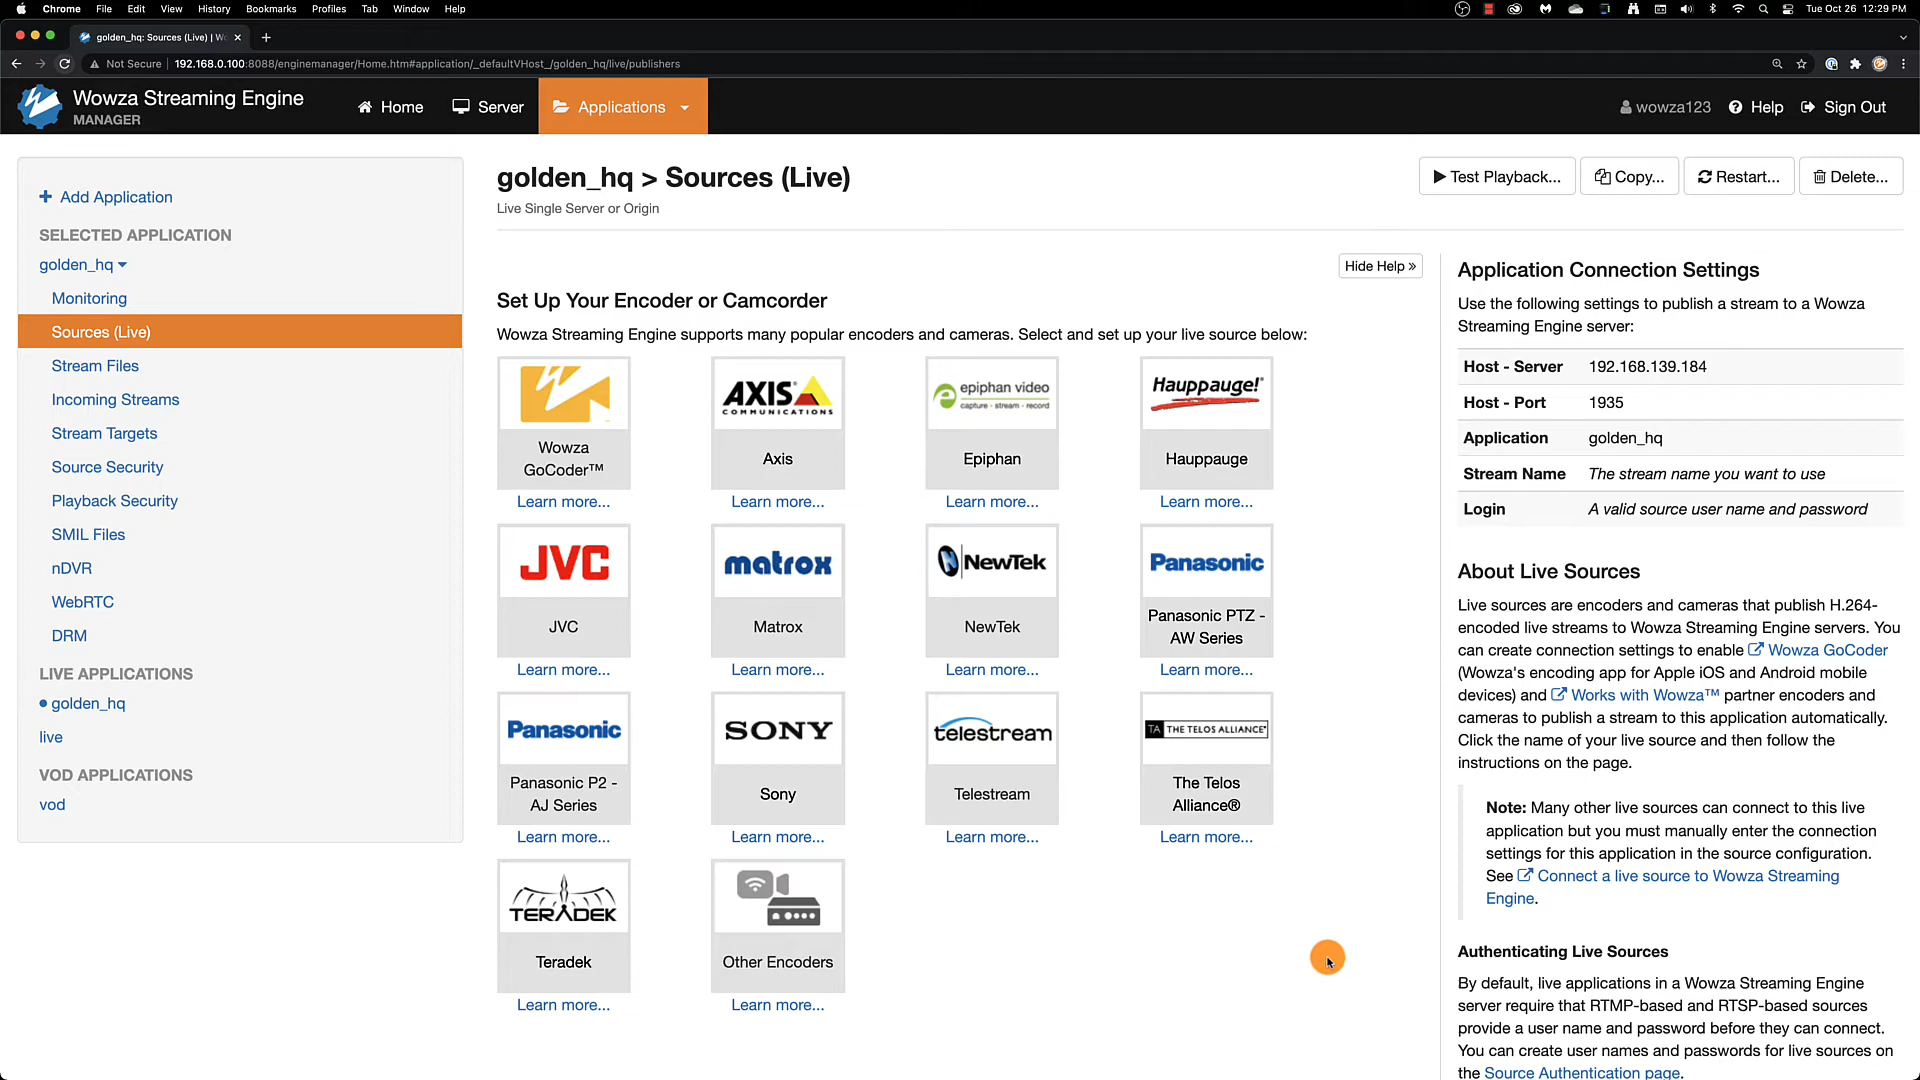 Chrome File Edit View History Bookmarks Profiles Tab Window Help Tue Oct 26 12:29 PM
golden_hq: Sources (Live) | Wo
Not Secure | 192.168.0.100:8088/enginemanager/Home.htm#application/_defaultVHost_/golden_hq/live/publishers
Wowza Streaming Engine
MANAGER
Home Server Applications wowza123 Help Sign Out
Add Application
SELECTED APPLICATION
golden_hq
Monitoring
Sources (Live)
Stream Files
Incoming Streams
Stream Targets
Source Security
Playback Security
SMIL Files
nDVR
WebRTC
DRM
LIVE APPLICATIONS
golden_hq
live
VOD APPLICATIONS
vod
golden_hq > Sources (Live)
Live Single Server or Origin
Test Playback... Copy... Restart... Delete...
Hide Help »
Set Up Your Encoder or Camcorder
Wowza Streaming Engine supports many popular encoders and cameras. Select and set up your live source below:
AXIS COMMUNICATIONS
epiphan video
capture - stream - record
Hauppauge!
Wowza
GoCoder™
Axis
Epiphan
Hauppauge
Learn more... Learn more... Learn more... Learn more...
JVC
matrox
NewTek
Panasonic
JVC
Matrox
NewTek
Panasonic PTZ -
AW Series
Learn more... Learn more... Learn more... Learn more...
Panasonic
SONY
telestream
TA THE TELOS ALLIANCE
Panasonic P2 -
AJ Series
Sony
Telestream
The Telos
Alliance®
Learn more... Learn more... Learn more... Learn more...
TERADEK
Teradek
Other Encoders
Learn more... Learn more...
Application Connection Settings
Use the following settings to publish a stream to a Wowza
Streaming Engine server:
Host - Server 192.168.139.184
Host - Port 1935
Application golden_hq
Stream Name The stream name you want to use
Login A valid source user name and password
About Live Sources
Live sources are encoders and cameras that publish H.264-
encoded live streams to Wowza Streaming Engine servers. You
can create connection settings to enable Wowza GoCoder
(Wowza's encoding app for Apple iOS and Android mobile
devices) and Works with Wowza™ partner encoders and
cameras to publish a stream to this application automatically.
Click the name of your live source and then follow the
instructions on the page.
Note: Many other live sources can connect to this live
application but you must manually enter the connection
settings for this application in the source configuration.
See Connect a live source to Wowza Streaming
Engine.
Authenticating Live Sources
By default, live applications in a Wowza Streaming Engine
server require that RTMP-based and RTSP-based sources
provide a user name and password before they can connect.
You can create user names and passwords for live sources on
the Source Authentication page.